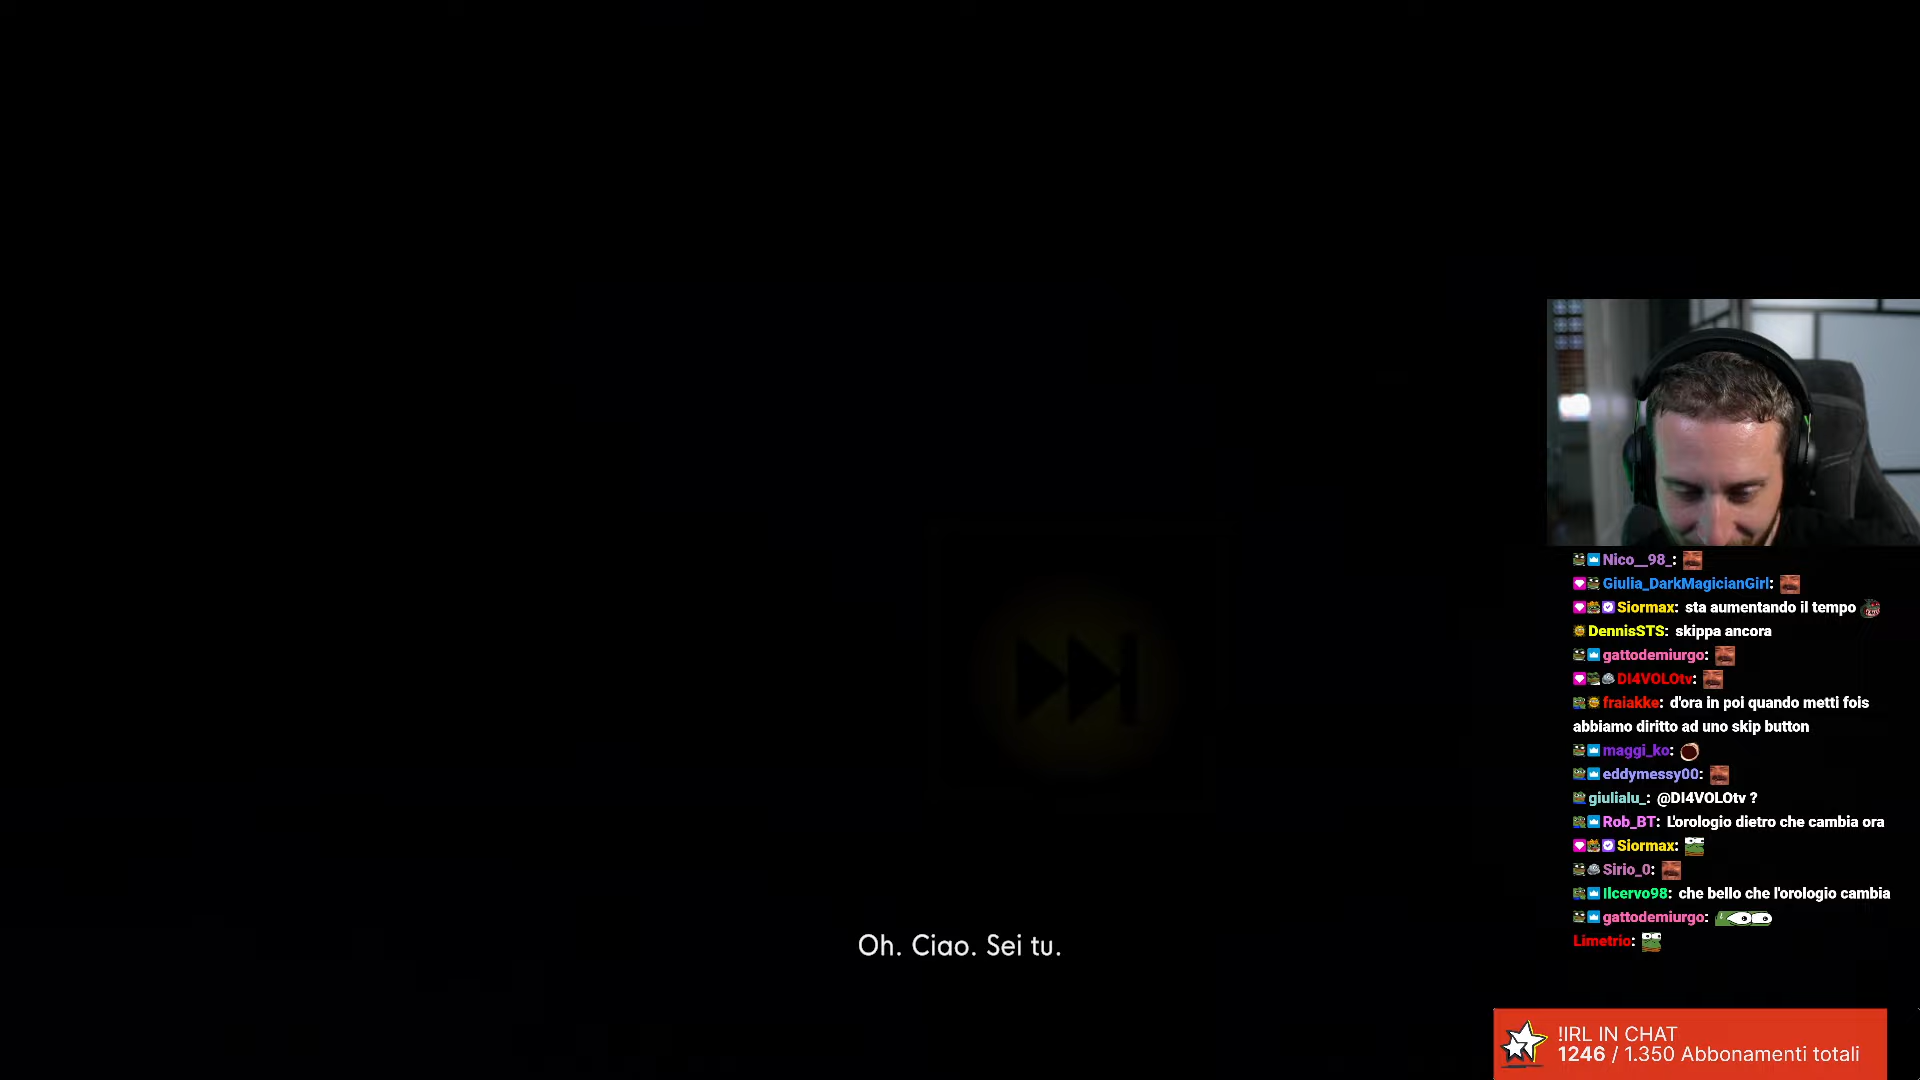 Nico__98_:
Giulia_DarkMagicianGirl:
Siormax: sta aumentando il tempo
DennisSTS: skippa ancora
gattodemiurgo:
DI4VOLOtv:
fraiakke: d'ora in poi quando metti fois
abbiamo diritto ad uno skip button
maggi_ko:
eddymessy00:
giulialu_: @DI4VOLOtv ?
Rob_BT: L'orologio dietro che cambia ora
Siormax:
Sirio_0:
Ilcervo98: che bello che l'orologio cambia
gattodemiurgo:
Limetrio:
Oh. Ciao. Sei tu.
!IRL IN CHAT
1246 / 1.350 Abbonamenti totali